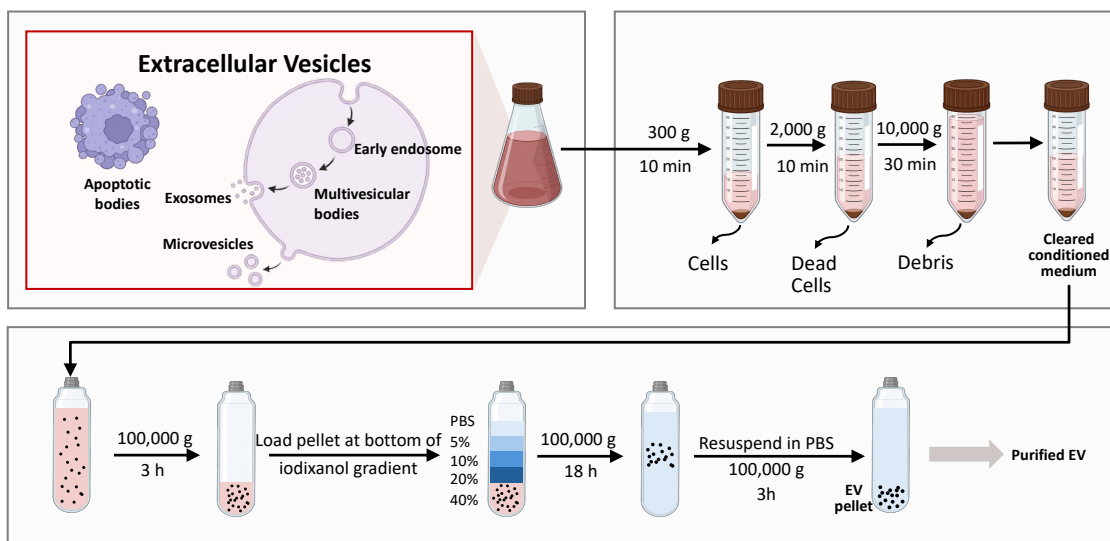 Extracellular Vesicles
Apoptotic
bodies
Early endosome
Exosomes
Multivesicular
bodies
Microvesicles
300 g
10 min
2,000 g
10 min
10,000 g
30 min
Cells
Dead
Cells
Debris
Cleared
conditioned
medium
100,000 g
3 h
Load pellet at bottom of
iodixanol gradient
PBS
5%
10%
20%
40%
100,000 g
18 h
Resuspend in PBS
100,000 g
3h
EV
pellet
Purified EV